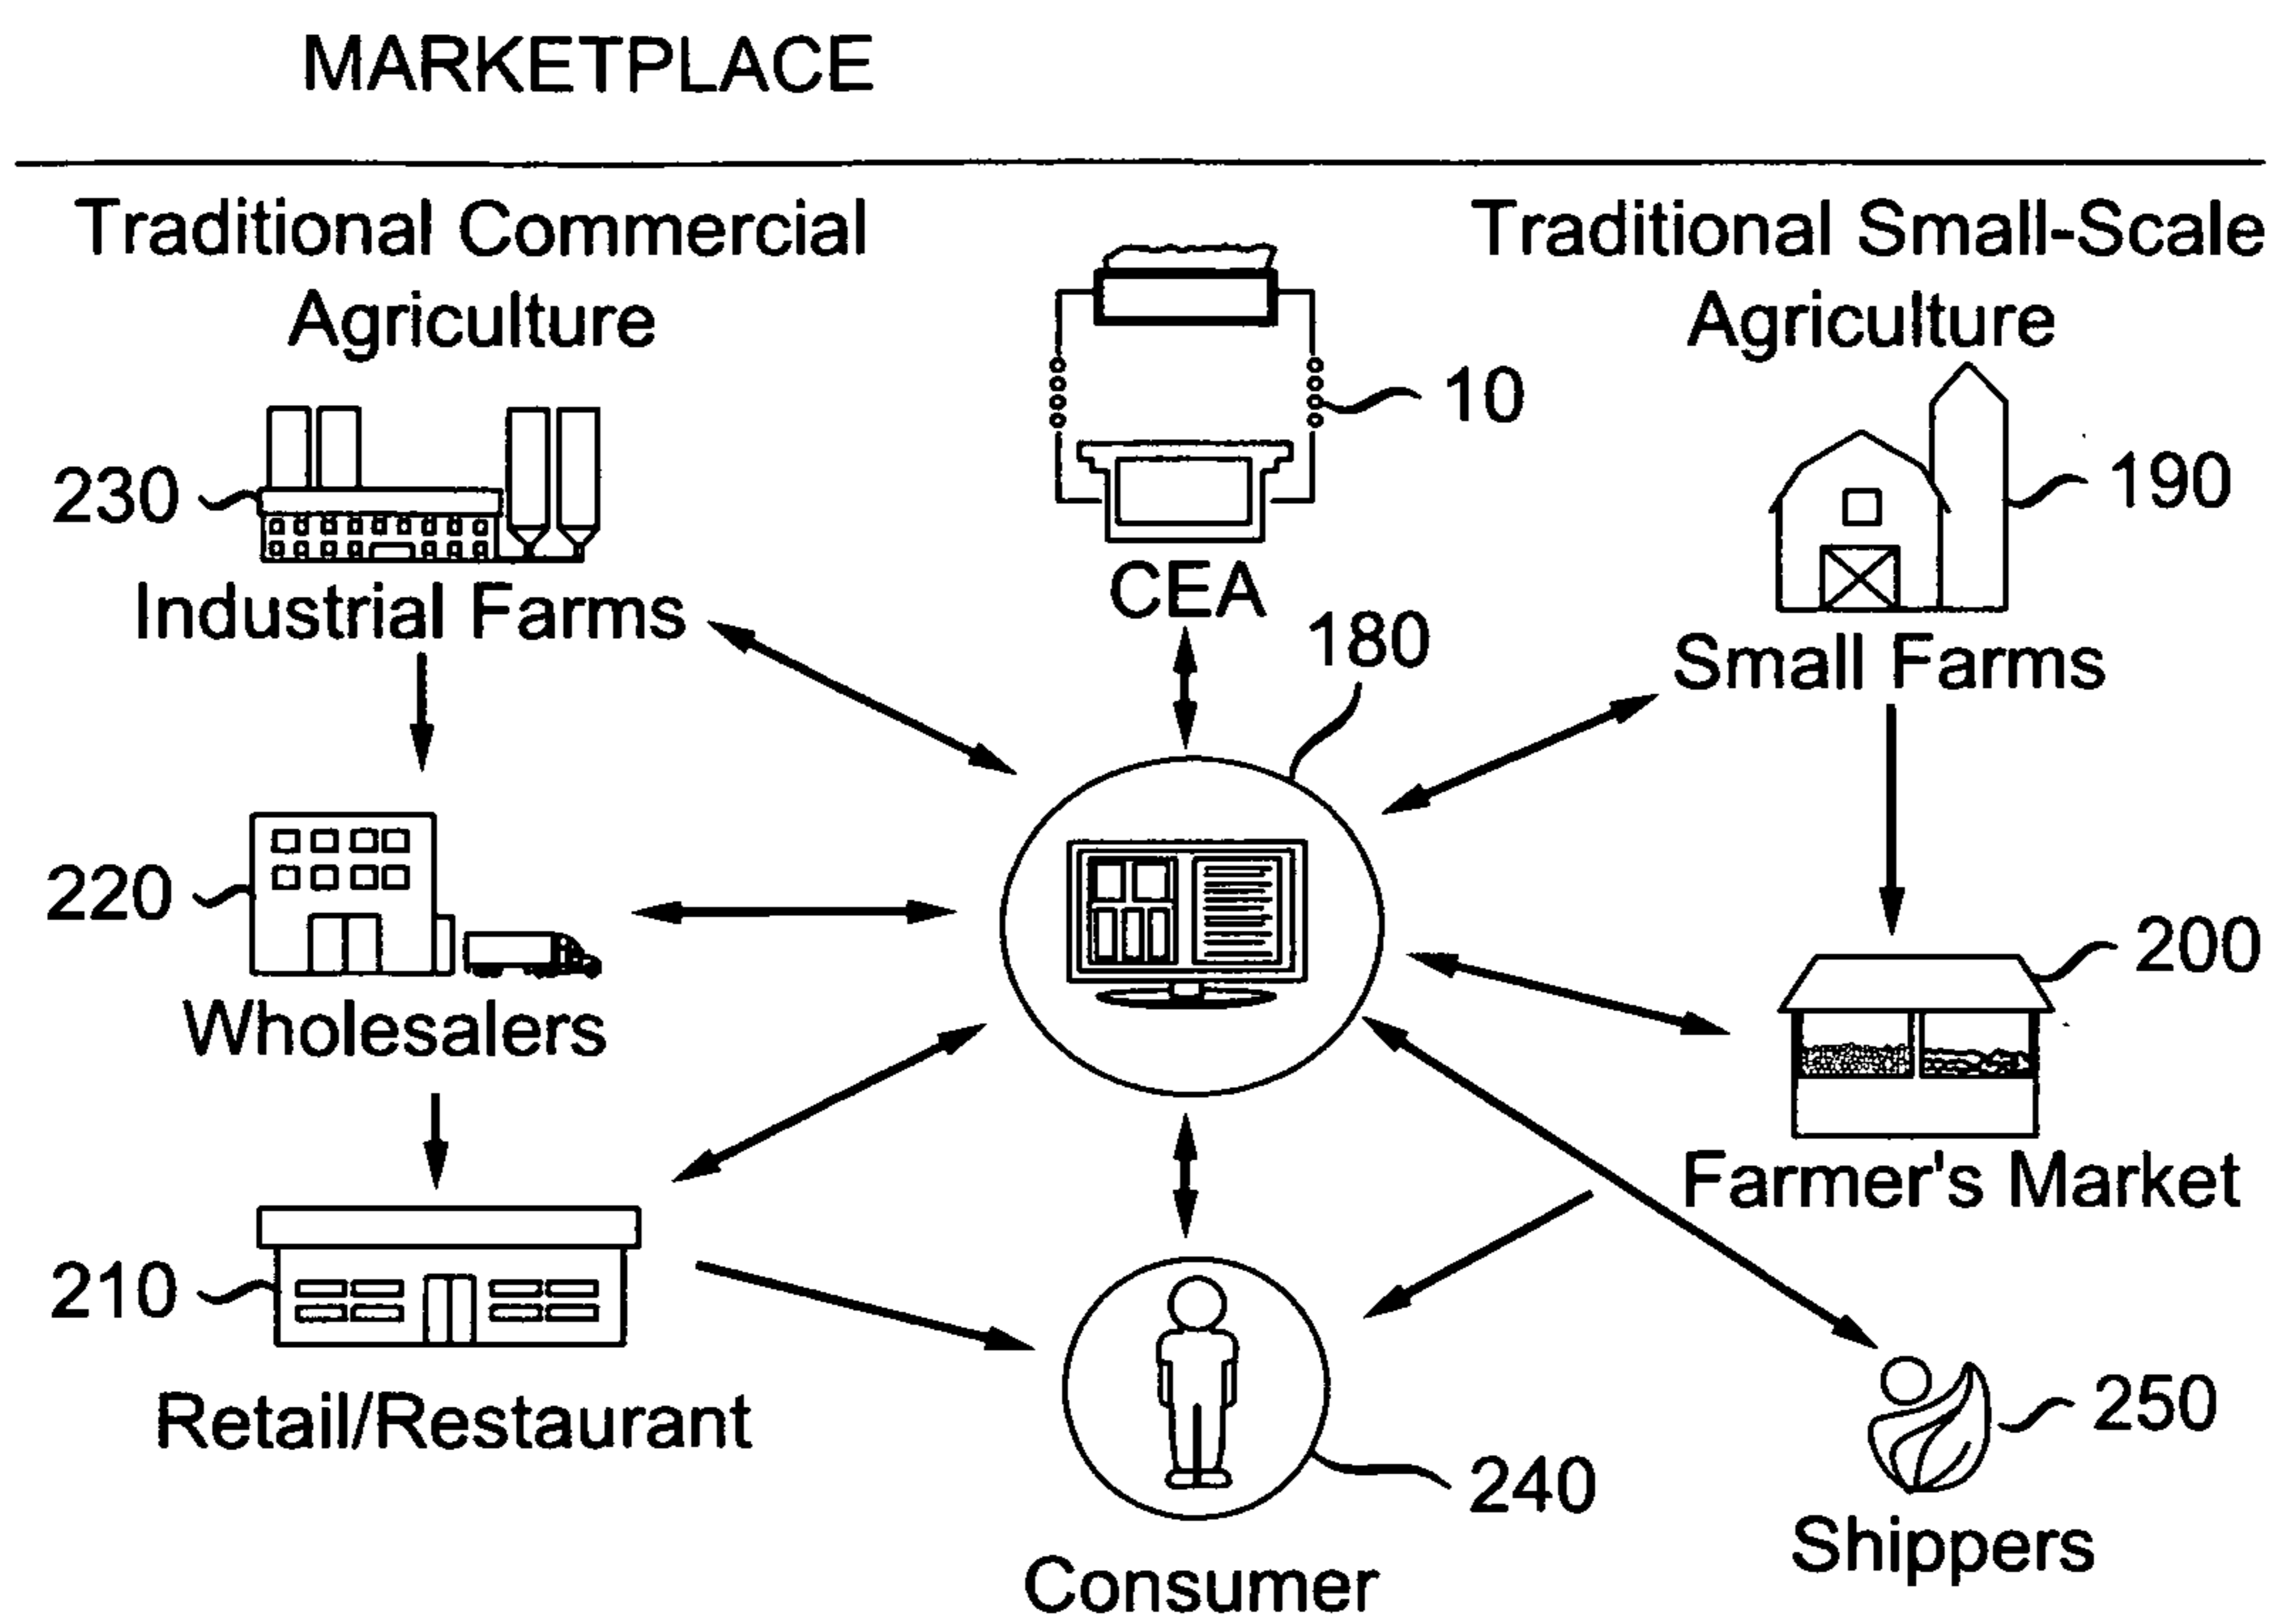 MARKETPLACE
Traditional Commercial
Agriculture
Traditional Small-Scale
Agriculture
10
230
190
Industrial Farms
CEA
180
Small Farms
220
200
Wholesalers
Farmer's Market
210
250
Retail/Restaurant
240
Shippers
Consumer